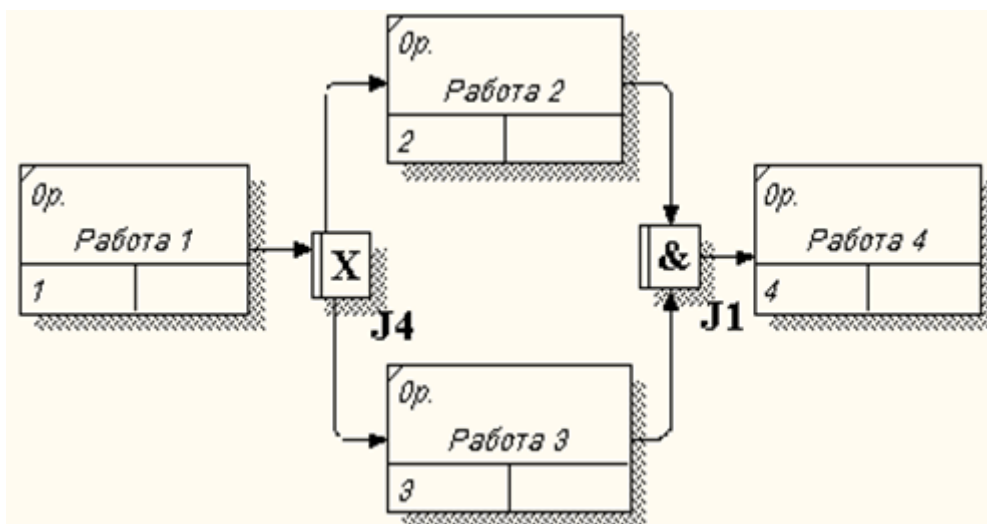 0р.
Работа 2
2
0р.
Работа 1
1
X
J4
&
J1
0р.
Работа 4
4
0р.
Работа 3
3